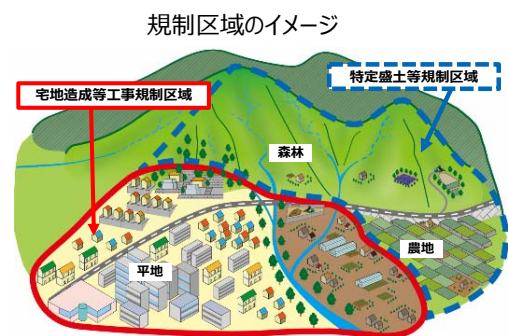 規制区域のイメージ
特定盛土等規制区域
宅地造成等工事規制区域
森林
農地
平地